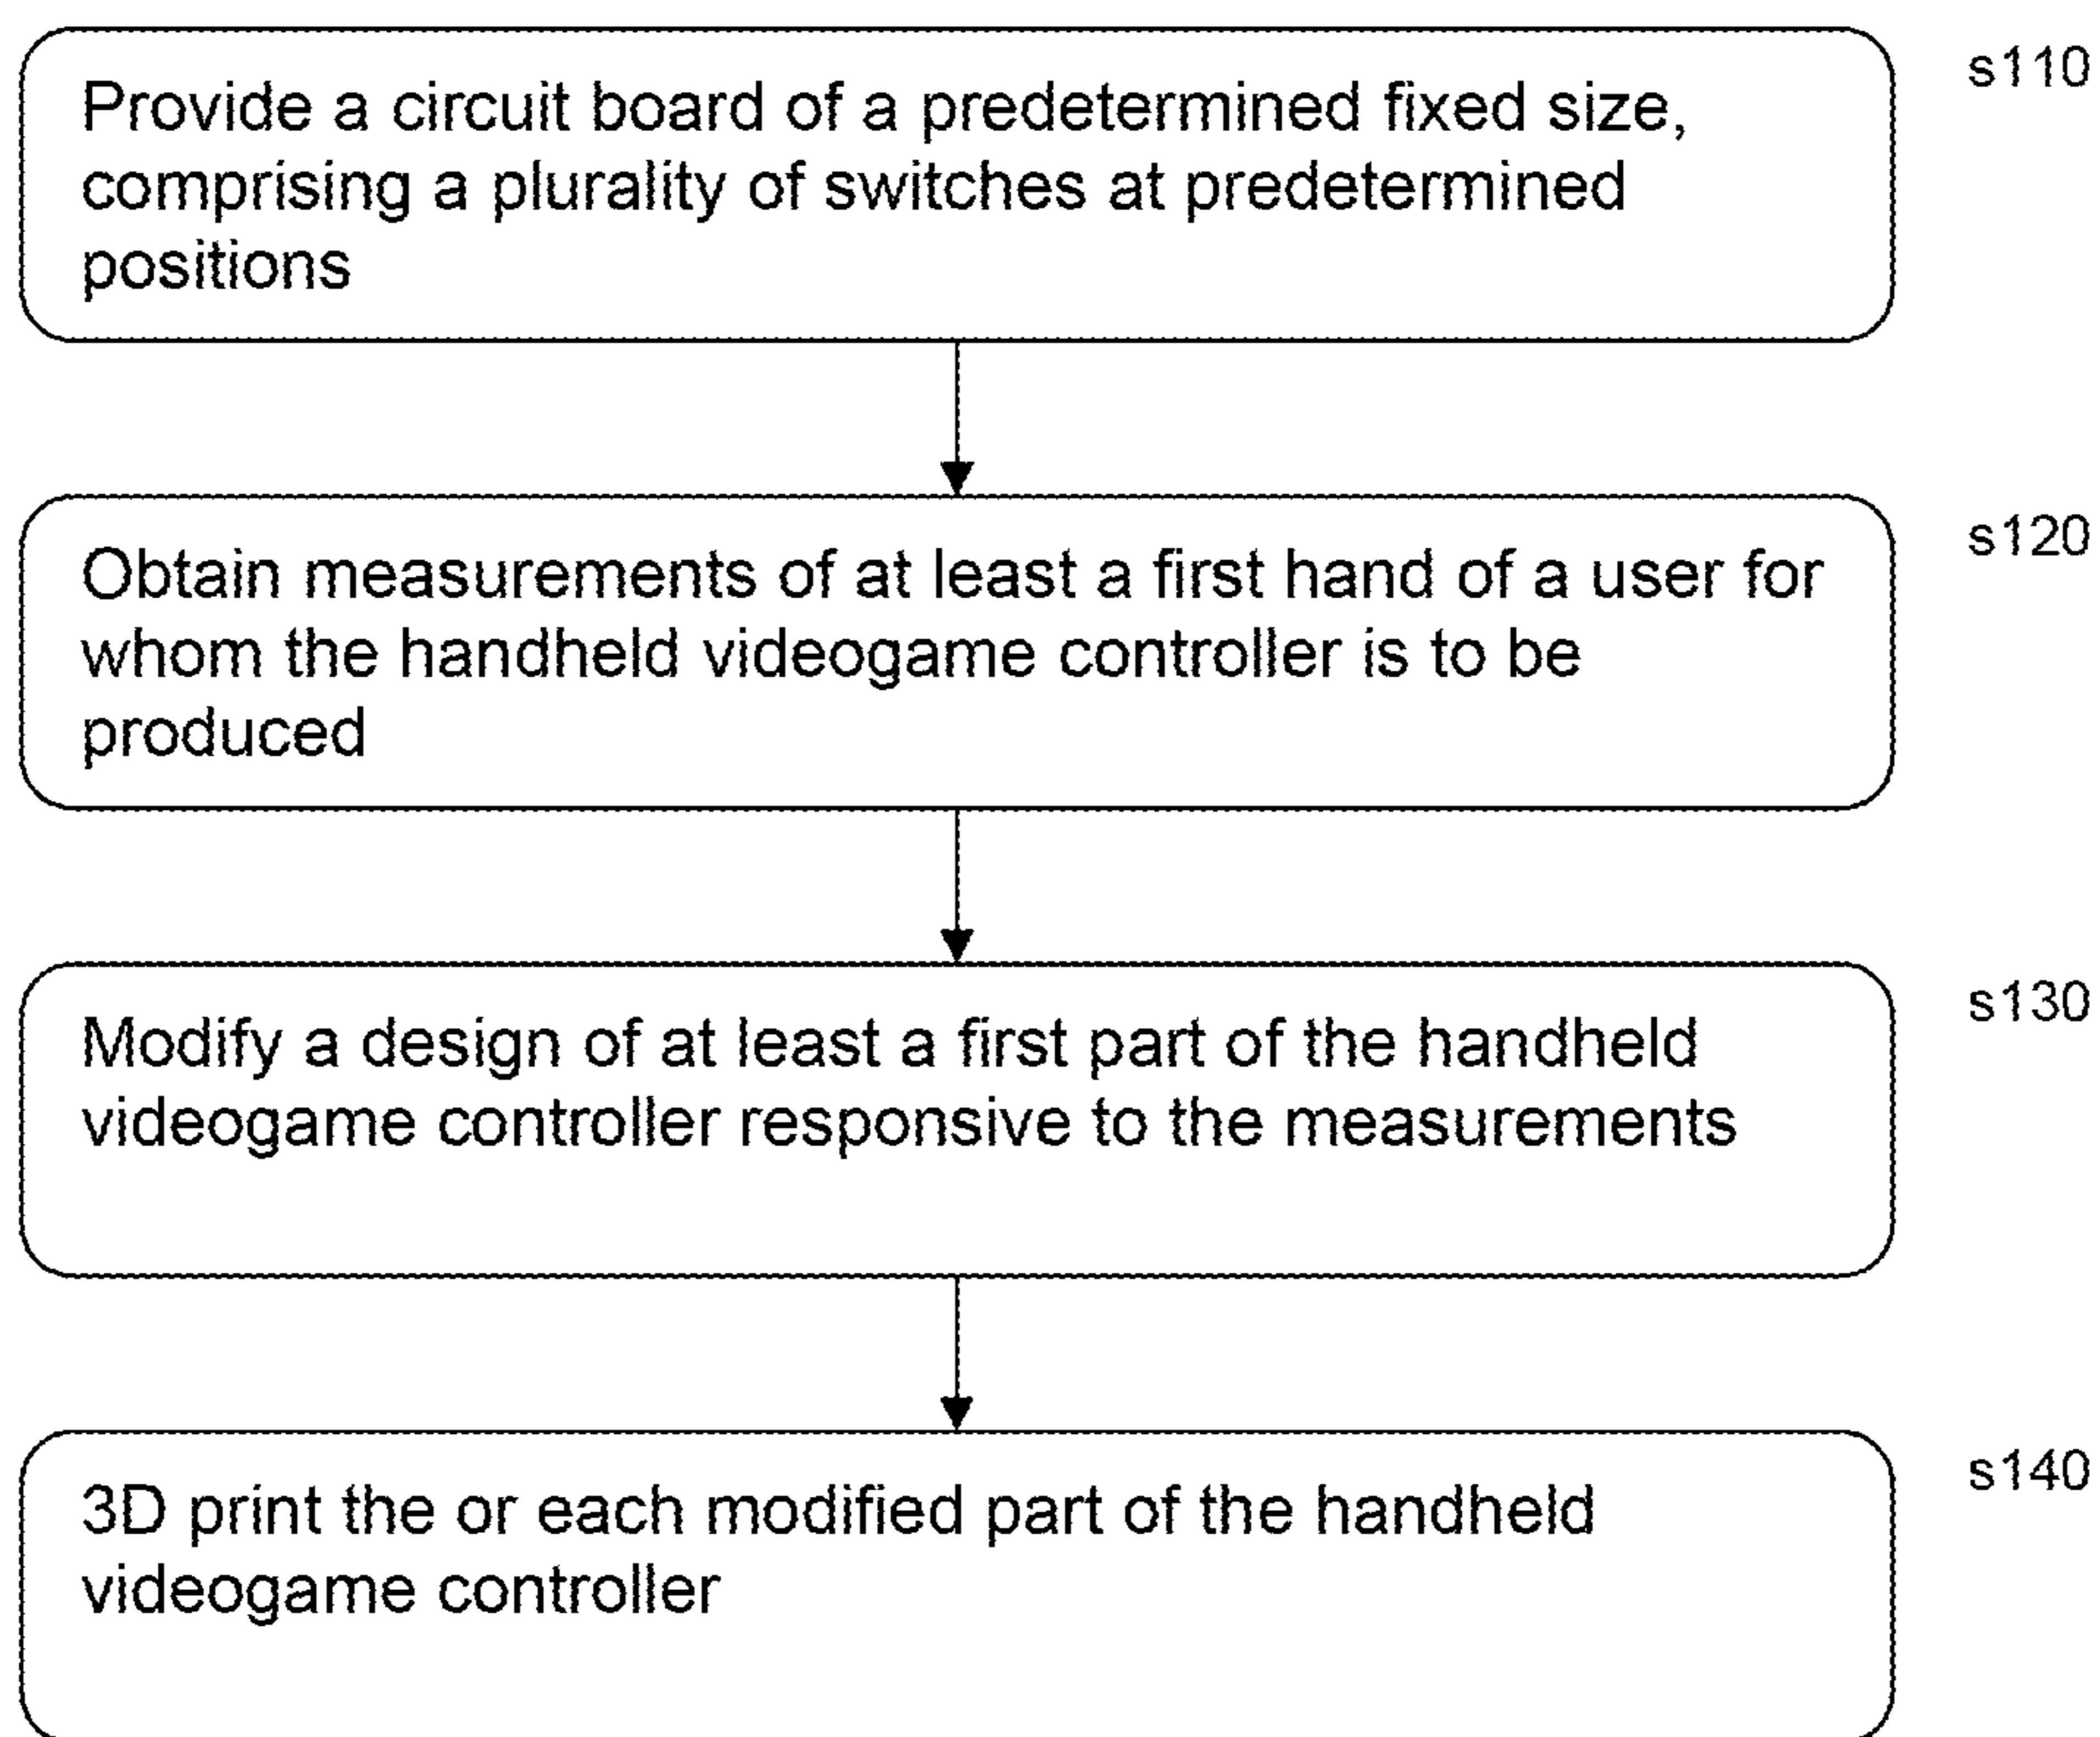 Provide a circuit board of a predetermined fixed size,
comprising a plurality of switches at predetermined
positions
s110
Obtain measurements of at least a first hand of a user for
whom the handheld videogame controller is to be
produced
s120
Modify a design of at least a first part of the handheld
videogame controller responsive to the measurements
s130
3D print the or each modified part of the handheld
videogame controller
s140